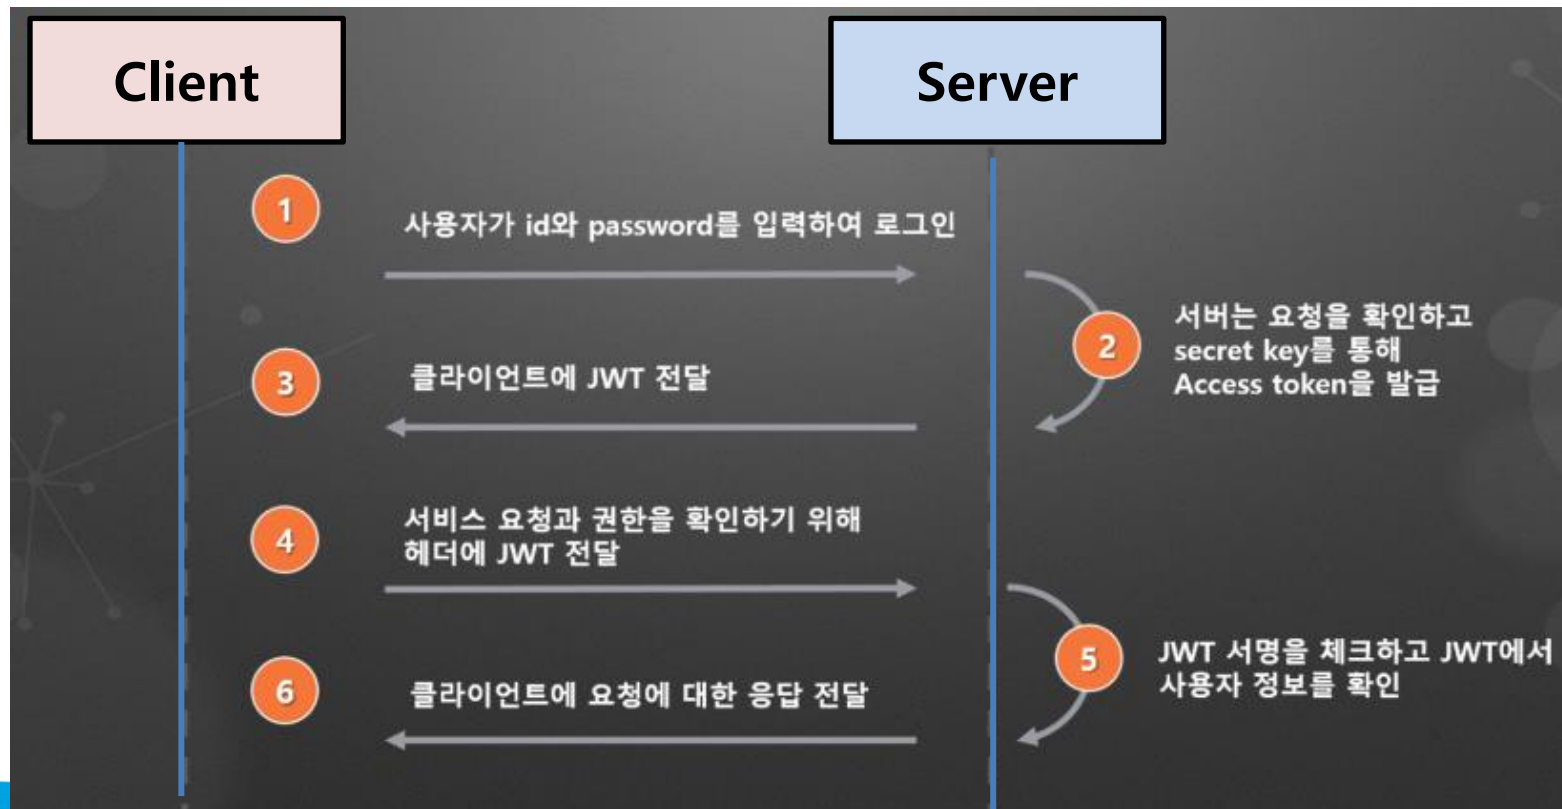 Client
Server
1
사용자가 id와 password를 입력하여 로그인
2
서버는 요청을 확인하고
secret key를 통해
Access token을 발급
3
클라이언트에 JWT 전달
4
서비스 요청과 권한을 확인하기 위해
헤더에 JWT 전달
5
JWT 서명을 체크하고 JWT에서
사용자 정보를 확인
6
클라이언트에 요청에 대한 응답 전달